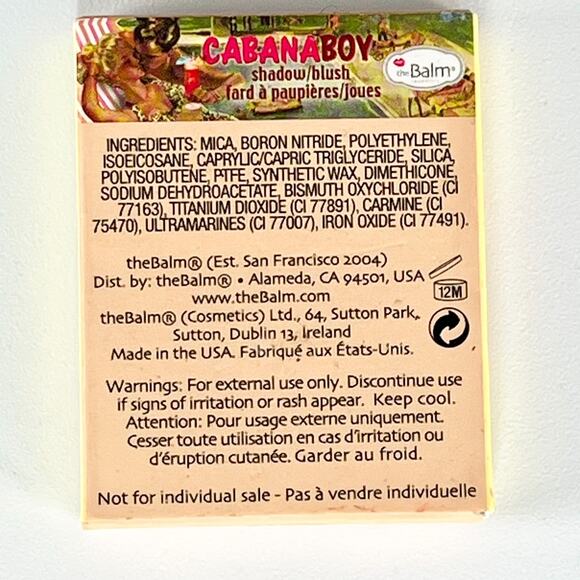 CABANABOY
shadow/blush
fard à paupières/joues
theBalm®
INGREDIENTS: MICA, BORON NITRIDE, POLYETHYLENE,
ISOEICOSANE, CAPRYLIC/CAPRIC TRIGLYCERIDE, SILICA,
POLYISOBUTENE, PTFE, SYNTHETIC WAX, DIMETHICONE,
SODIUM DEHYDROACETATE, BISMUTH OXYCHLORIDE (CI
77163), TITANIUM DIOXIDE (CI 77891), CARMINE (CI
75470), ULTRAMARINES (CI 77007), IRON OXIDE (CI 77491).
theBalm® (Est. San Francisco 2004)
Dist. by: theBalm® • Alameda, CA 94501, USA
www.theBalm.com
theBalm® (Cosmetics) Ltd., 64, Sutton Park,
Sutton, Dublin 13, Ireland
Made in the USA. Fabriqué aux États-Unis.
12M
Warnings: For external use only. Discontinue use
if signs of irritation or rash appear. Keep cool.
Attention: Pour usage externe uniquement.
Cesser toute utilisation en cas d'irritation ou
d'éruption cutanée. Garder au froid.
Not for individual sale - Pas à vendre individuelle